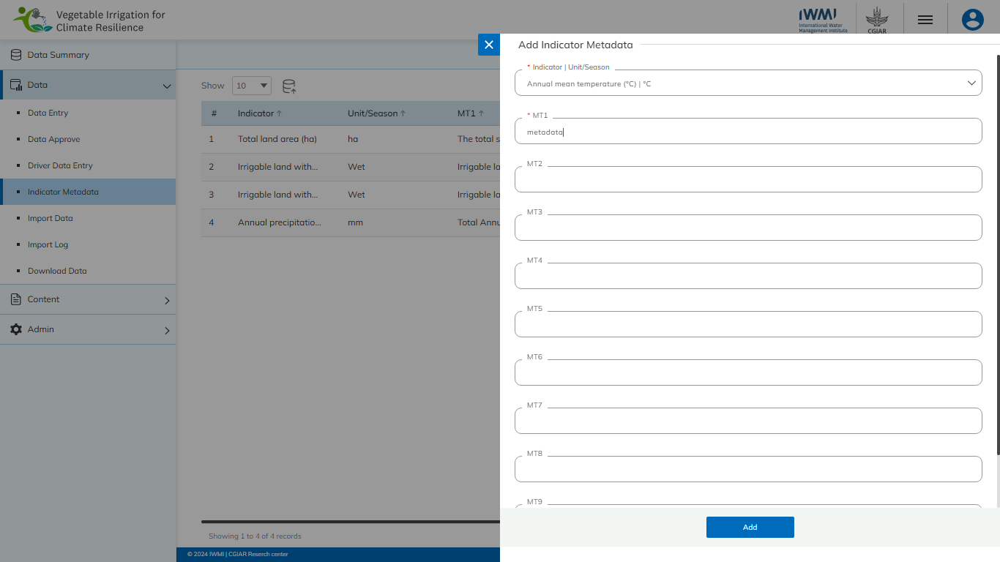 Vegetable Irrigation for
Climate Resilience
IWMI
International Water
Management Institute
CGIAR
Data Summary
Data
Data Entry
Data Approve
Driver Data Entry
Indicator Metadata
Import Data
Import Log
Download Data
Content
Admin
Show 10
# Indicator Unit/Season MT1
1 Total land area (ha) ha The total s
2 Irrigable land with... Wet Irrigable la
3 Irrigable land with... Wet Irrigable la
4 Annual precipitatio... mm Total Annu
Showing 1 to 4 of 4 records
© 2024 IWMI | CGIAR Reserch center
Add Indicator Metadata
* Indicator | Unit/Season
Annual mean temperature (°C) | °C
* MT1
metadata
MT2
MT3
MT4
MT5
MT6
MT7
MT8
MT9
Add